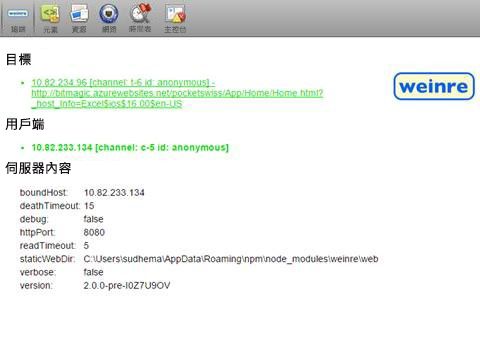 weinre
遠端 元素 資源 網路 時間表 主控台
目標
10.82.234.96 [channel: t-6 id: anonymous] -
http://bitmagic.azurewebsites.net/pocketswiss/App/Home/Home.html?
_host_Info=Excel$ios$16.00$en-US
weinre
用戶端
10.82.233.134 [channel: c-5 id: anonymous]
伺服器內容
boundHost: 10.82.233.134
deathTimeout: 15
debug: false
httpPort: 8080
readTimeout: 5
staticWebDir: C:\Users\sudhema\AppData\Roaming\npm\node_modules\weinre\web
verbose: false
version: 2.0.0-pre-I0Z7U9OV